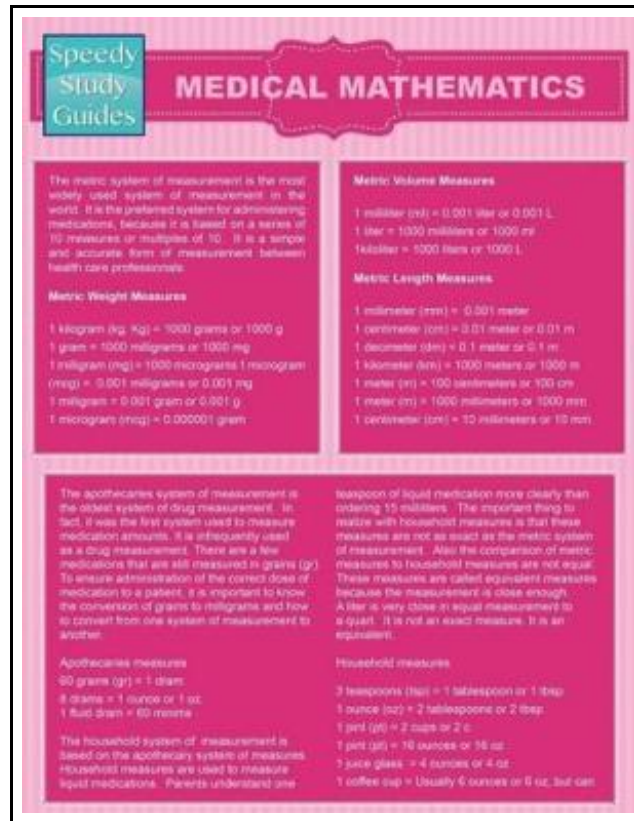 Speedy
Study
Guides
MEDICAL MATHEMATICS
The metric system of measurement is the most
widely used system of measurement in the
world. It is the preferred system for administering
medications, because it is based on a series of
10 measures or multiples of 10. It is a simple
and accurate form of measurement between
health care professionals.
Metric Weight Measures
1 kilogram (kg, Kg) = 1000 grams or 1000 g
1 gram = 1000 milligrams or 1000 mg
1 milligram (mg) = 1000 micrograms 1 microgram
(mcg) = 0.001 milligrams or 0.001 mg
1 milligram = 0.001 gram or 0.001 g
1 microgram (mcg) = 0.000001 gram
Metric Volume Measures
1 milliliter (ml) = 0.001 liter or 0.001 L
1 liter = 1000 milliliters or 1000 ml
1kiloliter = 1000 liters or 1000 L
Metric Length Measures
1 millimeter (mm) = 0.001 meter
1 centimeter (cm) = 0.01 meter or 0.01 m
1 decimeter (dm) = 0.1 meter or 0.1 m
1 kilometer (km) = 1000 meters or 1000 m
1 meter (m) = 100 centimeters or 100 cm
1 meter (m) = 1000 millimeters or 1000 mm
1 centimeter (cm) = 10 millimeters or 10 mm
The apothecaries system of measurement is
the oldest system of drug measurement. In
fact, it was the first system used to measure
medication amounts. It is infrequently used
as a drug measurement. There are a few
medications that are still measured in grains (gr)
To ensure administration of the correct dose of
medication to a patient, it is important to know
the conversion of grains to milligrams and how
to convert from one system of measurement to
another.
Apothecaries measures
60 grains (gr) = 1 dram
8 drams = 1 ounce or 1 oz
1 fluid dram = 60 minims
The household system of measurement is
based on the apothecary system of measures
Household measures are used to measure
liquid medications. Parents understand one
teaspoon of liquid medication more clearly than
ordering 15 milliliters. The important thing to
realize with household measures is that these
measures are not as exact as the metric system
of measurement. Also the comparison of metric
measures to household measures are not equal.
These measures are called equivalent measures
because the measurement is close enough.
A liter is very close in equal measurement to
a quart. It is not an exact measure. It is an
equivalent.
Household measures
3 teaspoons (tsp) = 1 tablespoon or 1 tbsp
1 ounce (oz) = 2 tablespoons or 2 tbsp
1 pint (pt) = 2 cups or 2 c
1 pint (pt) = 16 ounces or 16 oz
1 juice glass = 4 ounces or 4 oz
1 coffee cup = Usually 6 ounces or 6 oz, but can